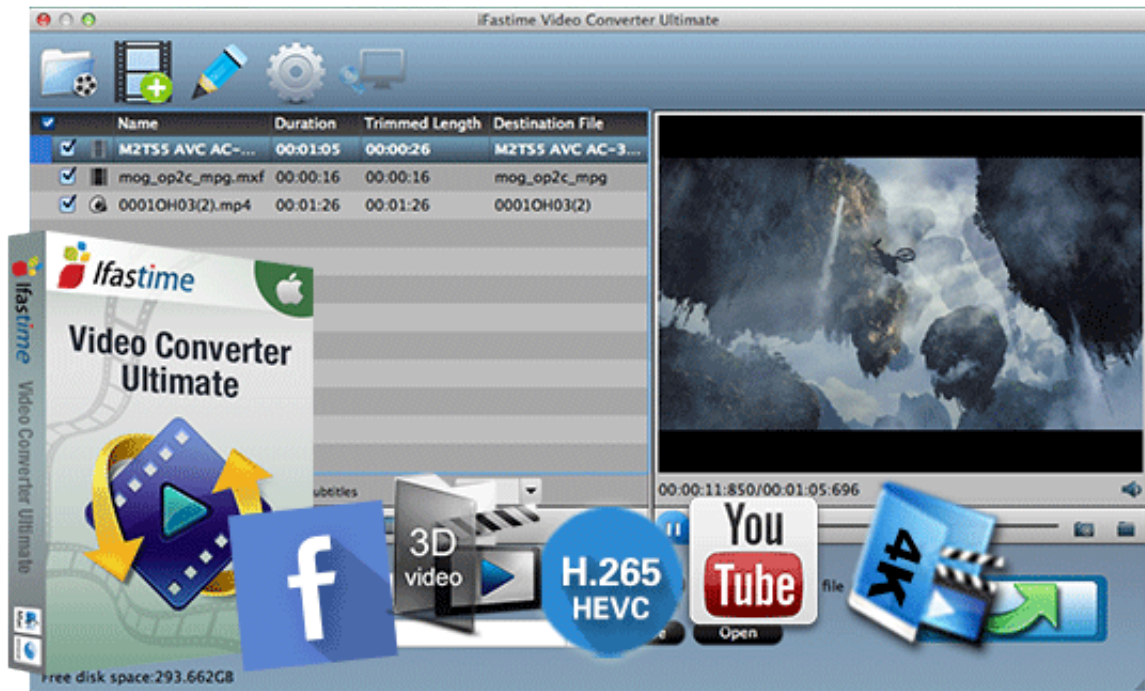 iFastime Video Converter Ultimate
Name Duration Trimmed Length Destination File
M2TS5 AVC AC-... 00:01:05 00:00:26 M2TS5 AVC AC-3...
mog_op2c_mpg.mxf 00:00:16 00:00:16 mog_op2c_mpg
0001OH03(2).mp4 00:01:26 00:01:26 0001OH03(2)
Ifastime
Video Converter
Ultimate
Ifastime Video Converter Ultimate
00:00:11:850/00:01:05:696
f
3D
video
H.265
HEVC
You
Tube
4K
file
Open
Free disk space:293.662GB